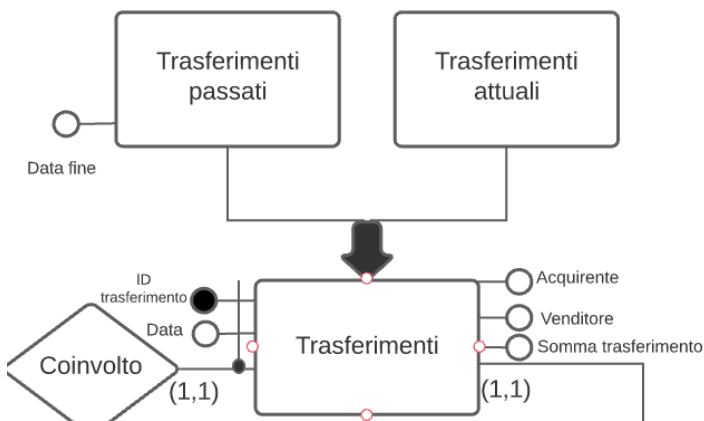 Trasferimenti
passati
Trasferimenti
attuali
Data fine
ID
trasferimento
Acquirente
Data
Venditore
Trasferimenti
Somma trasferimento
Coinvolto
(1,1)
(1,1)